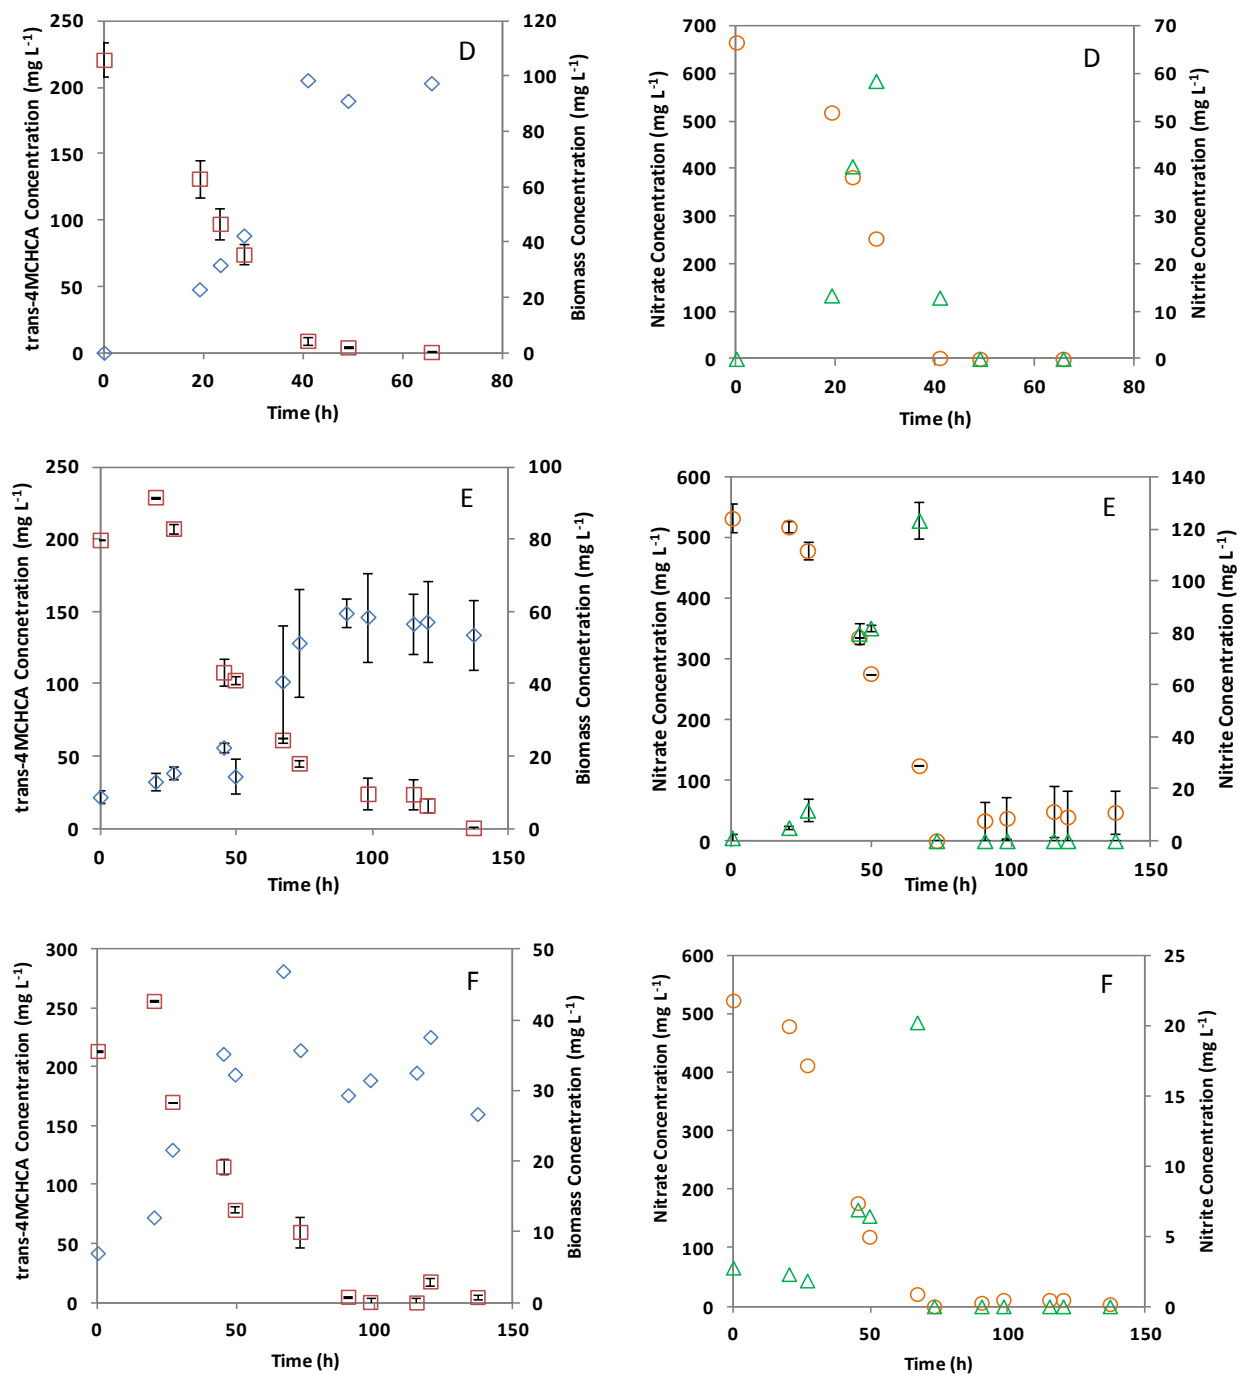 250
200
150
100
50
0
trans-4MCHCA Concentration (mg L-1)
D
120
100
80
60
40
20
0
Biomass Concentration (mg L-1)
0 20 40 60 80
Time (h)
700
600
500
400
300
200
100
0
Nitrate Concentration (mg L-1)
D
70
60
50
40
30
20
10
0
Nitrite Concentration (mg L-1)
0 20 40 60 80
Time (h)
250
200
150
100
50
0
trans-4MCHCA Concnetration (mg L-1)
E
100
80
60
40
20
0
Biomass Concnetration (mg L-1)
0 50 100 150
Time (h)
600
500
400
300
200
100
0
Nitrate Concentration (mg L-1)
E
140
120
100
80
60
40
20
0
Nitrite Concentration (mg L-1)
0 50 100 150
Time (h)
300
250
200
150
100
50
0
trans-4MCHCA Concentration (mg L-1)
F
50
40
30
20
10
0
Biomass Concentration (mg L-1)
0 50 100 150
Time (h)
600
500
400
300
200
100
0
Nitrate Concentration (mg L-1)
F
25
20
15
10
5
0
Nitrite Concentration (mg L-1)
0 50 100 150
Time (h)